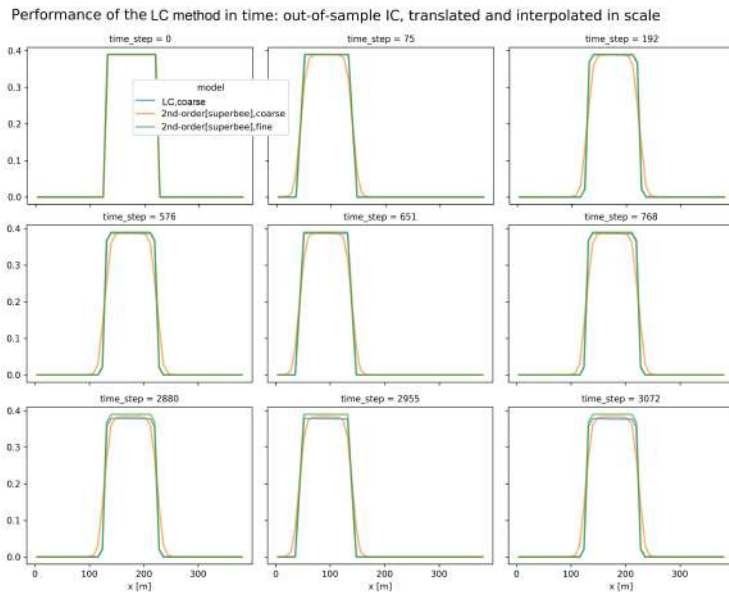 Performance of the LC method in time: out-of-sample IC, translated and interpolated in scale
time_step = 0
time_step = 75
time_step = 192
0.4
0.3
0.2
0.1
0.0
model
LC,coarse
2nd-order[superbee],coarse
2nd-order[superbee],fine
time_step = 576
time_step = 651
time_step = 768
0.4
0.3
0.2
0.1
0.0
time_step = 2880
time_step = 2955
time_step = 3072
0.4
0.3
0.2
0.1
0.0
0 100 200 300
0 100 200 300
0 100 200 300
x [m]
x [m]
x [m]